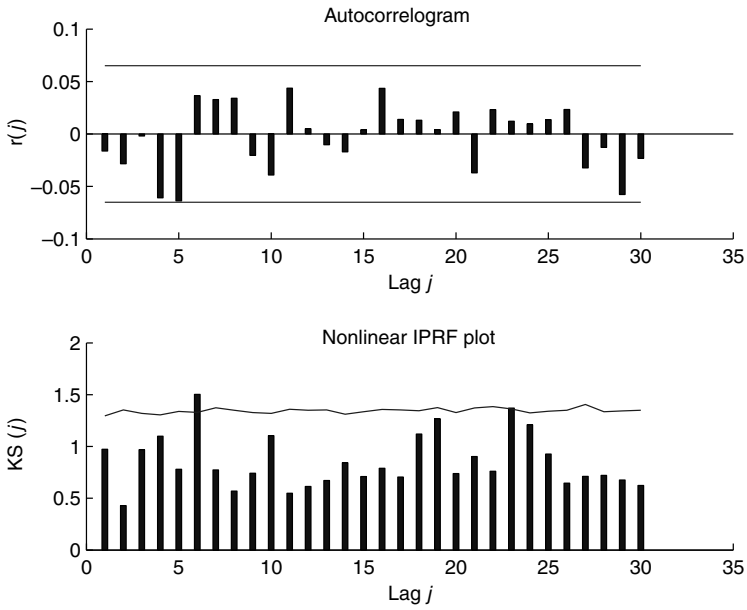 Autocorrelogram
0.1
0.05
0
–0.05
–0.1
r(j)
0 5 10 15 20 25 30 35
Lag j
Nonlinear IPRF plot
2
1.5
1
0.5
0
KS (j)
0 5 10 15 20 25 30 35
Lag j